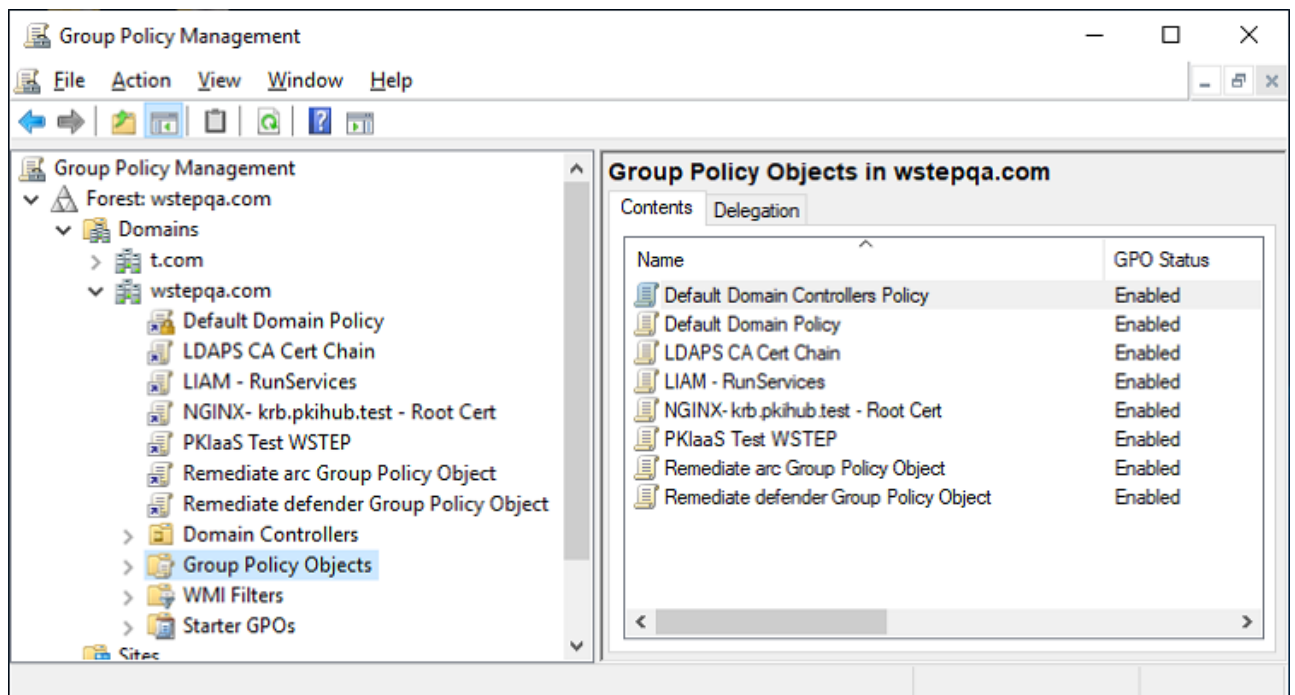 Group Policy Management
File Action View Window Help
Group Policy Management
Forest: wstepqa.com
Domains
t.com
wstepqa.com
Default Domain Policy
LDAPS CA Cert Chain
LIAM - RunServices
NGINX- krb.pkihub.test - Root Cert
PKIaaS Test WSTEP
Remediate arc Group Policy Object
Remediate defender Group Policy Object
Domain Controllers
Group Policy Objects
WMI Filters
Starter GPOs
Sites
Group Policy Objects in wstepqa.com
Contents Delegation
Name GPO Status
Default Domain Controllers Policy Enabled
Default Domain Policy Enabled
LDAPS CA Cert Chain Enabled
LIAM - RunServices Enabled
NGINX- krb.pkihub.test - Root Cert Enabled
PKIaaS Test WSTEP Enabled
Remediate arc Group Policy Object Enabled
Remediate defender Group Policy Object Enabled